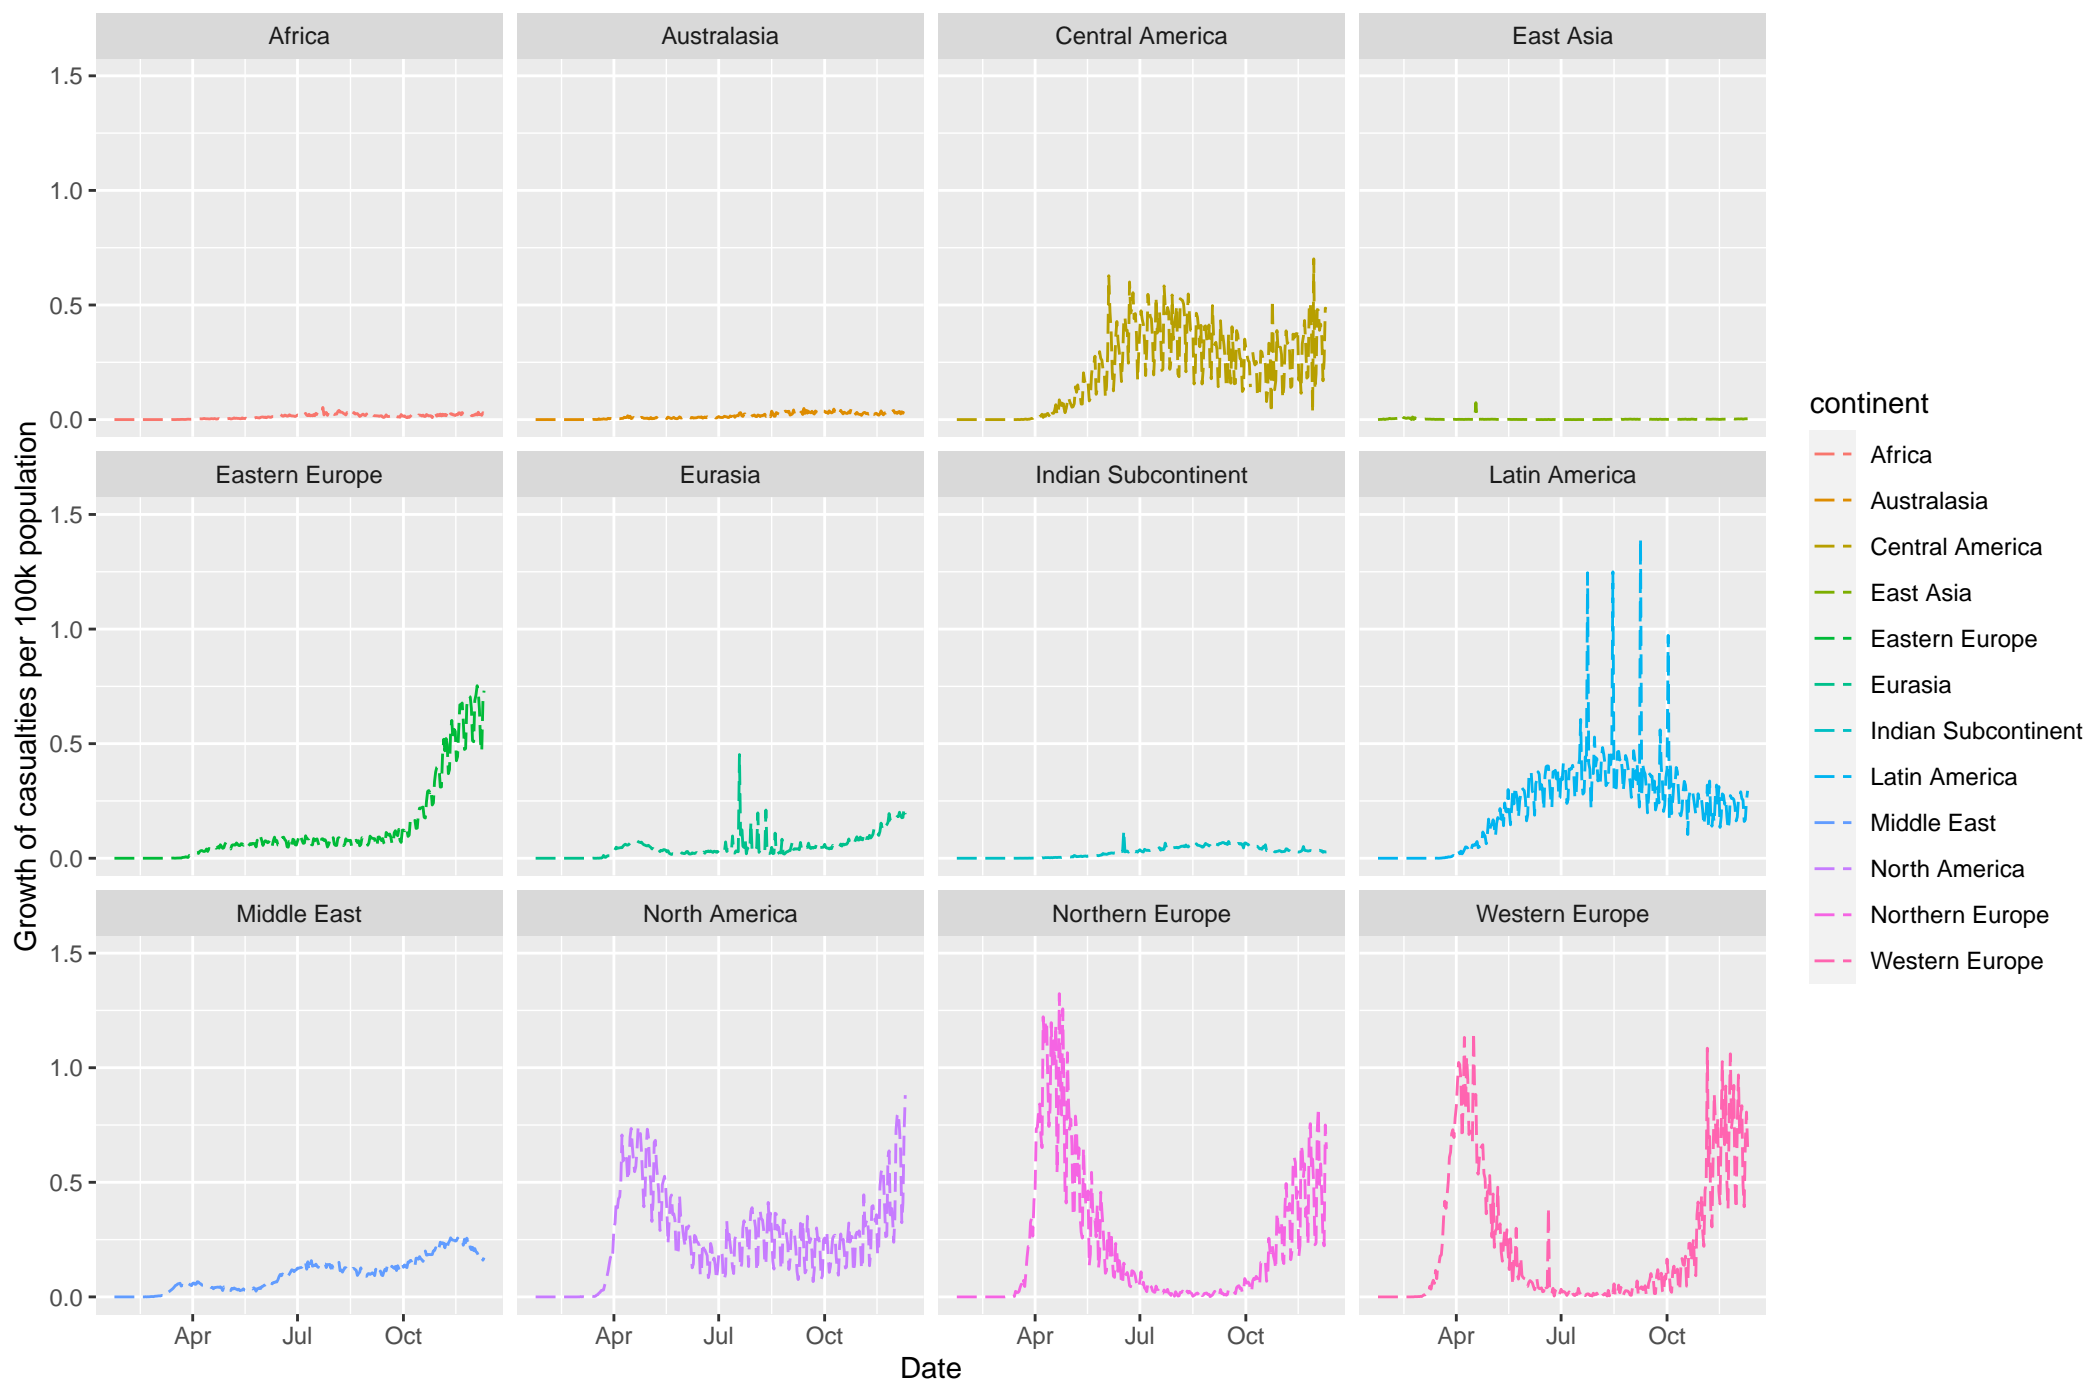 Africa
Australasia
Central America
East Asia
1.5
1.0
0.5
0.0
Eastern Europe
Eurasia
Indian Subcontinent
Latin America
1.5
1.0
0.5
0.0
Middle East
North America
Northern Europe
Western Europe
1.5
1.0
0.5
0.0
Apr Jul Oct
Apr Jul Oct
Apr Jul Oct
Apr Jul Oct
Date
Growth of casualties per 100k population
continent
Africa
Australasia
Central America
East Asia
Eastern Europe
Eurasia
Indian Subcontinent
Latin America
Middle East
North America
Northern Europe
Western Europe